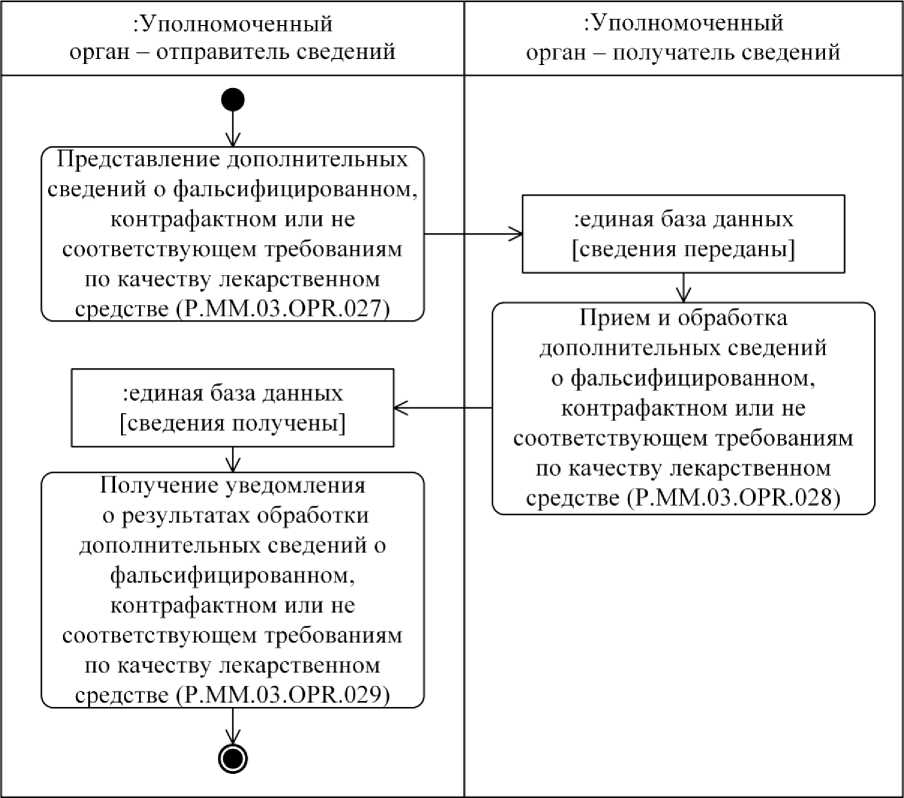 :Уполномоченный
орган – отправитель сведений
:Уполномоченный
орган – получатель сведений
Представление дополнительных
сведений о фальсифицированном,
контрафактном или не
соответствующем требованиям
по качеству лекарственном
средстве (P.MM.03.OPR.027)
:единая база данных
[сведения переданы]
Прием и обработка
дополнительных сведений
о фальсифицированном,
контрафактном или не
соответствующем требованиям
по качеству лекарственном
средстве (P.MM.03.OPR.028)
:единая база данных
[сведения получены]
Получение уведомления
о результатах обработки
дополнительных сведений о
фальсифицированном,
контрафактном или не
соответствующем требованиям
по качеству лекарственном
средстве (P.MM.03.OPR.029)